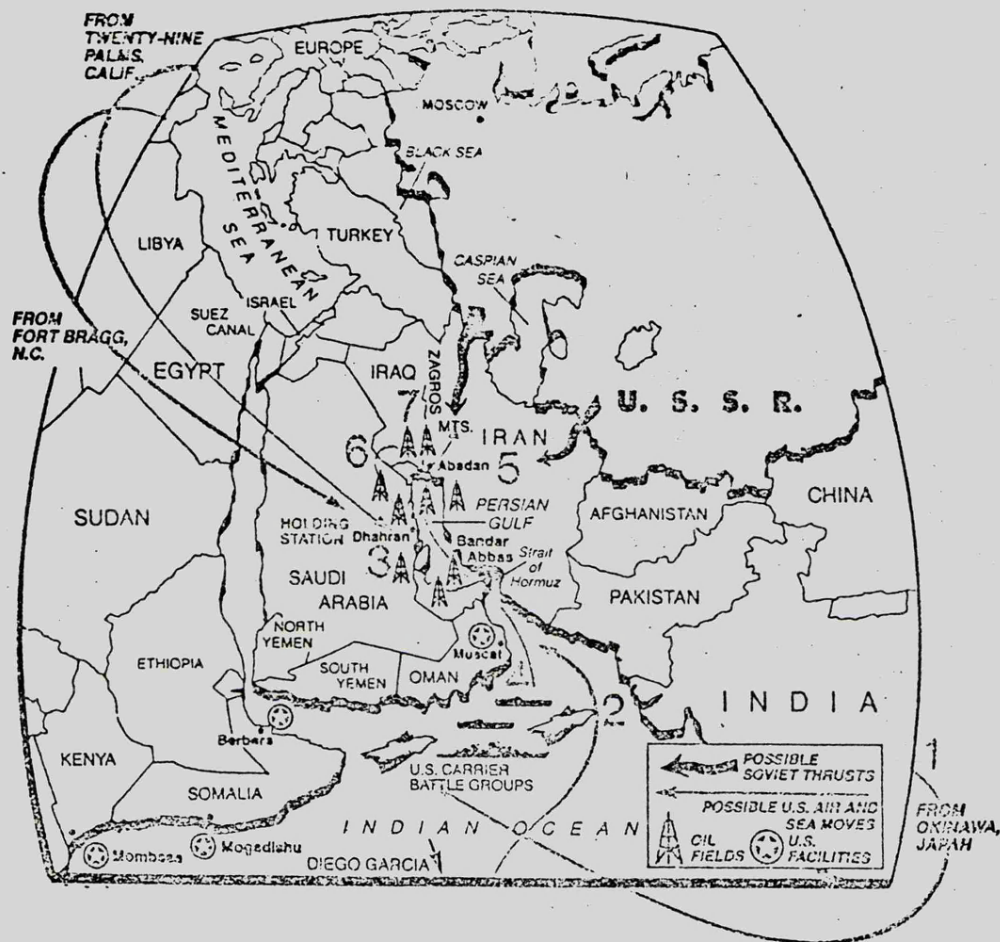 FROM
TWENTY-NINE
PALMS,
CALIF.
EUROPE
MOSCOW
BLACK SEA
MEDITERRANEAN
SEA
LIBYA
TURKEY
CASPIAN
SEA
ISRAEL
SUEZ
CANAL
FROM
FORT BRAGG,
N.C.
EGYPT
IRAQ
ZAGROS
MTS.
U. S. S. R.
7
IRAN
6
Abadan
5
CHINA
SUDAN
PERSIAN
GULF
AFGHANISTAN
HOLDING
STATION
Dhahran
3
4
Bandar
Abbas
Strait
of
Hormuz
SAUDI
ARABIA
PAKISTAN
NORTH
YEMEN
Muscat
ETHIOPIA
SOUTH
YEMEN
OMAN
INDIA
2
Berbera
KENYA
U.S. CARRIER
BATTLE GROUPS
1
SOMALIA
POSSIBLE
SOVIET THRUSTS
POSSIBLE U.S. AIR AND
SEA MOVES
OIL
FIELDS
U.S.
FACILITIES
FROM
OKINAWA,
JAPAN
INDIAN OCEAN
Mombasa
Mogadishu
DIEGO GARCIA